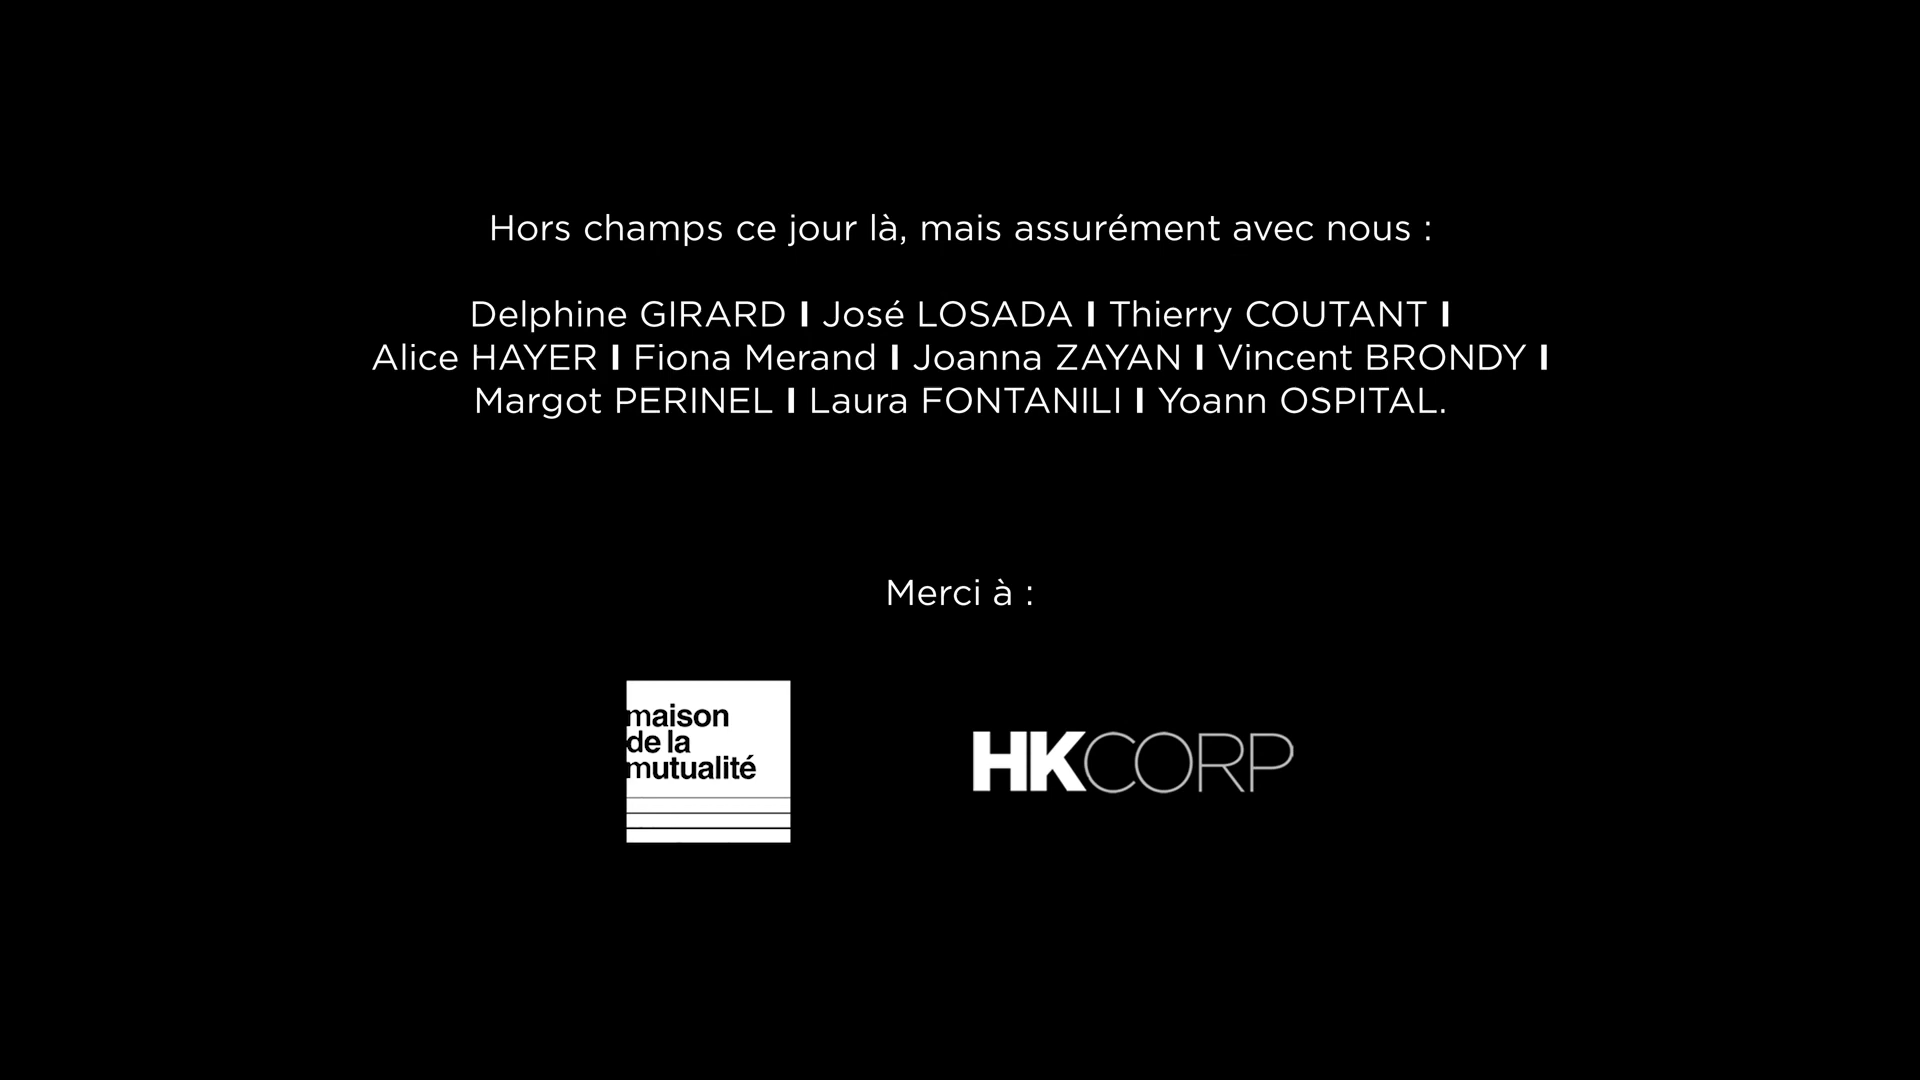 Hors champs ce jour là, mais assurément avec nous :
Delphine GIRARD I José LOSADA I Thierry COUTANT I
Alice HAYER I Fiona Merand I Joanna ZAYAN I Vincent BRONDY I
Margot PERINEL I Laura FONTANILI I Yoann OSPITAL.
Merci à :
maison
de la
mutualité
HKCORP